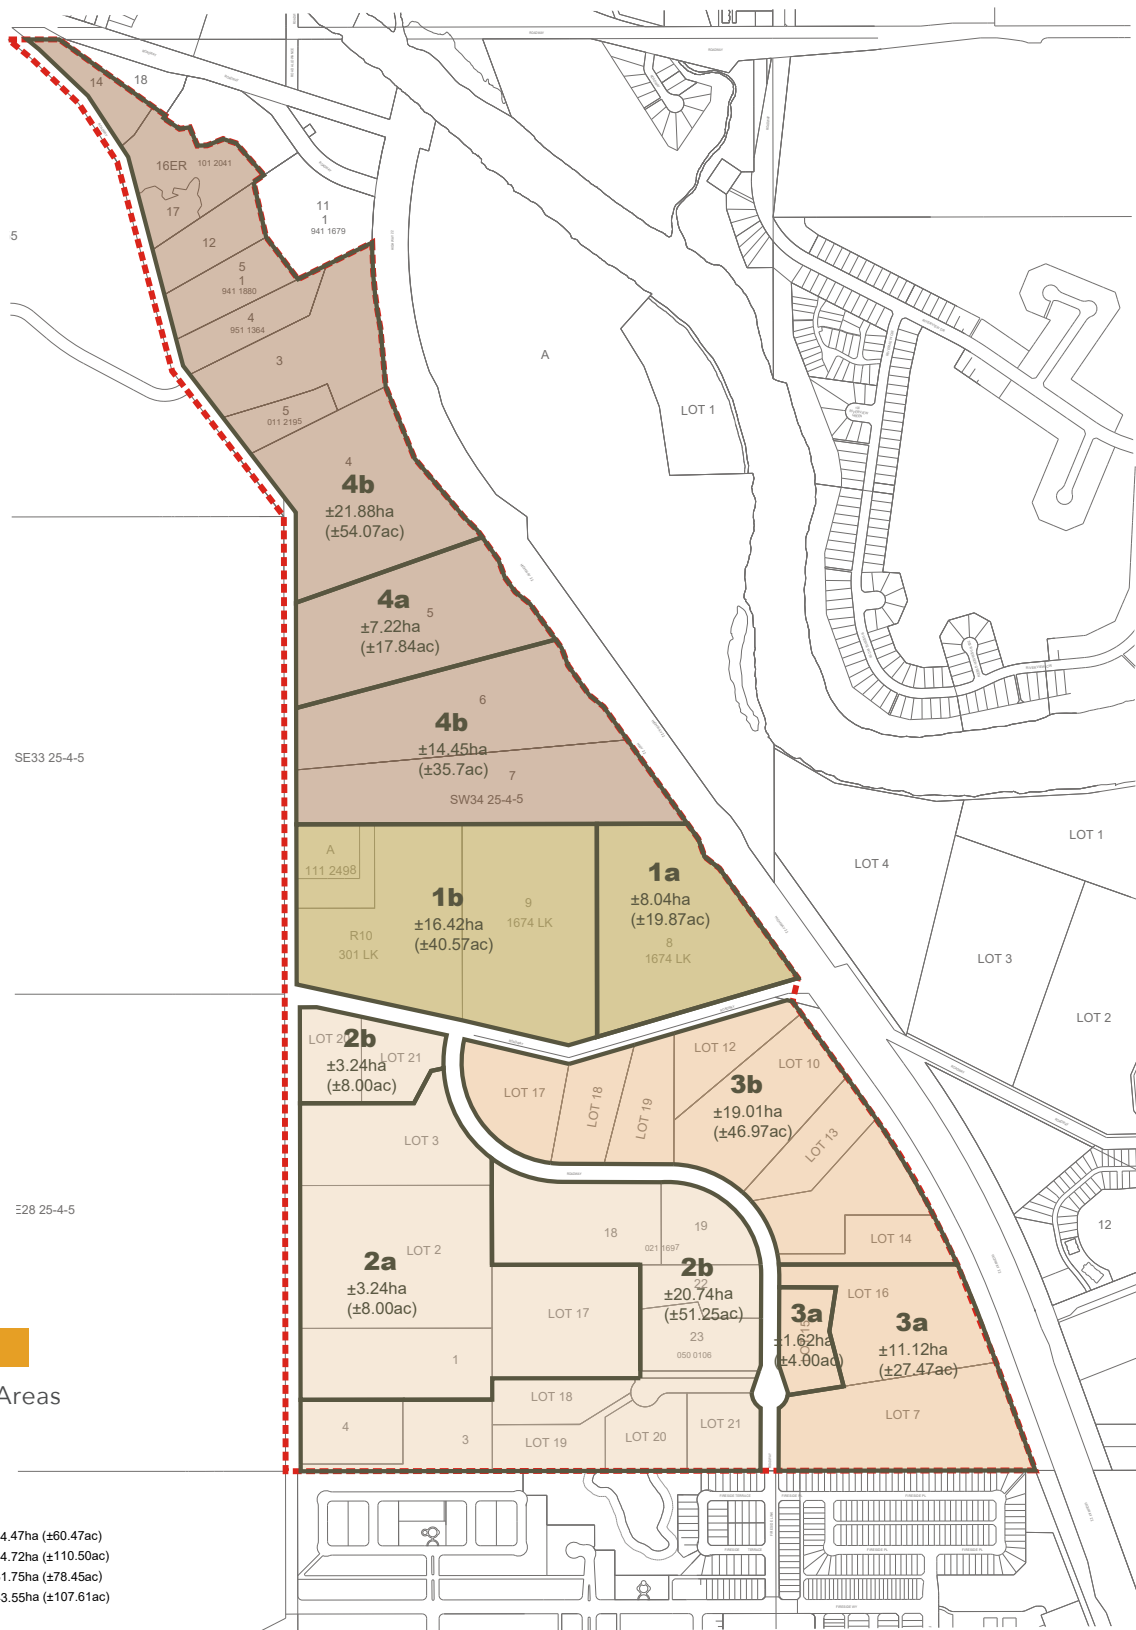 14
18
16ER
101 2041
17
11
1
941 1679
5
12
5
1
941 1880
4
951 1364
3
A
5
011 2195
LOT 1
4
4b
±21.88ha
(±54.07ac)
4a
5
±7.22ha
(±17.84ac)
6
4b
±14.45ha
(±35.7ac)
7
SW34 25-4-5
SE33 25-4-5
LOT 1
LOT 4
A
111 2498
1b
±16.42ha
(±40.57ac)
R10
301 LK
9
1674 LK
1a
±8.04ha
(±19.87ac)
8
1674 LK
LOT 3
LOT 2
LOT 20
2b
LOT 21
±3.24ha
(±8.00ac)
LOT 12
LOT 10
LOT 17
LOT 18
LOT 19
3b
±19.01ha
(±46.97ac)
LOT 13
LOT 3
E28 25-4-5
12
18
19
021 1697
LOT 14
2a
LOT 2
±3.24ha
(±8.00ac)
2b
22
±20.74ha
(±51.25ac)
LOT 16
LOT 17
23
050 0106
3a
LOT 15
±1.62ha
(±4.00ac)
3a
±11.12ha
(±27.47ac)
1
Areas
LOT 18
LOT 7
4
3
LOT 19
LOT 20
LOT 21
4.47ha (±60.47ac)
4.72ha (±110.50ac)
1.75ha (±78.45ac)
3.55ha (±107.61ac)